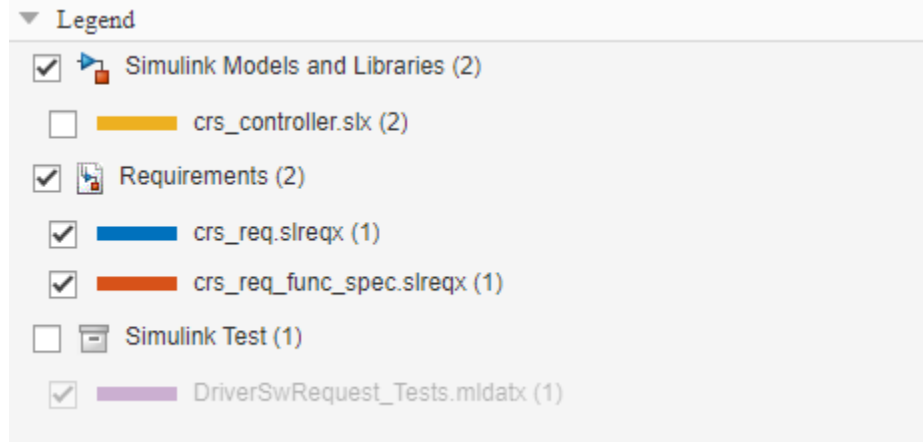 Legend
Simulink Models and Libraries (2)
crs_controller.slx (2)
Requirements (2)
crs_req.slreqx (1)
crs_req_func_spec.slreqx (1)
Simulink Test (1)
DriverSwRequest_Tests.mldatx (1)